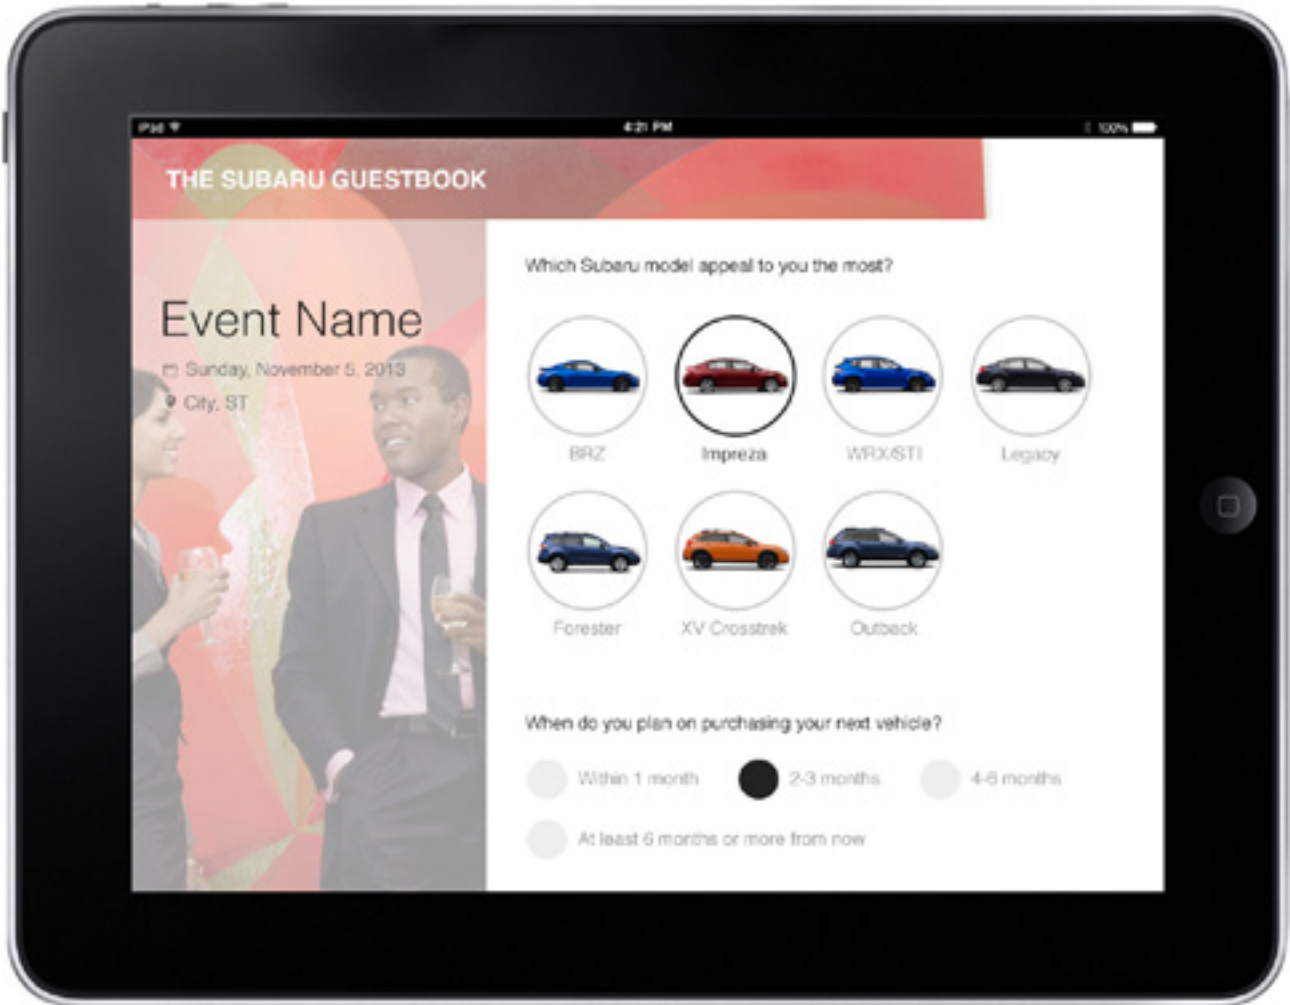 iPad
4:21 PM
100%
THE SUBARU GUESTBOOK
Event Name
Sunday, November 5, 2013
City, ST
Which Subaru model appeal to you the most?
BRZ
Impreza
WRX/STI
Legacy
Forester
XV Crosstrek
Outback
When do you plan on purchasing your next vehicle?
Within 1 month
2-3 months
4-6 months
At least 6 months or more from now